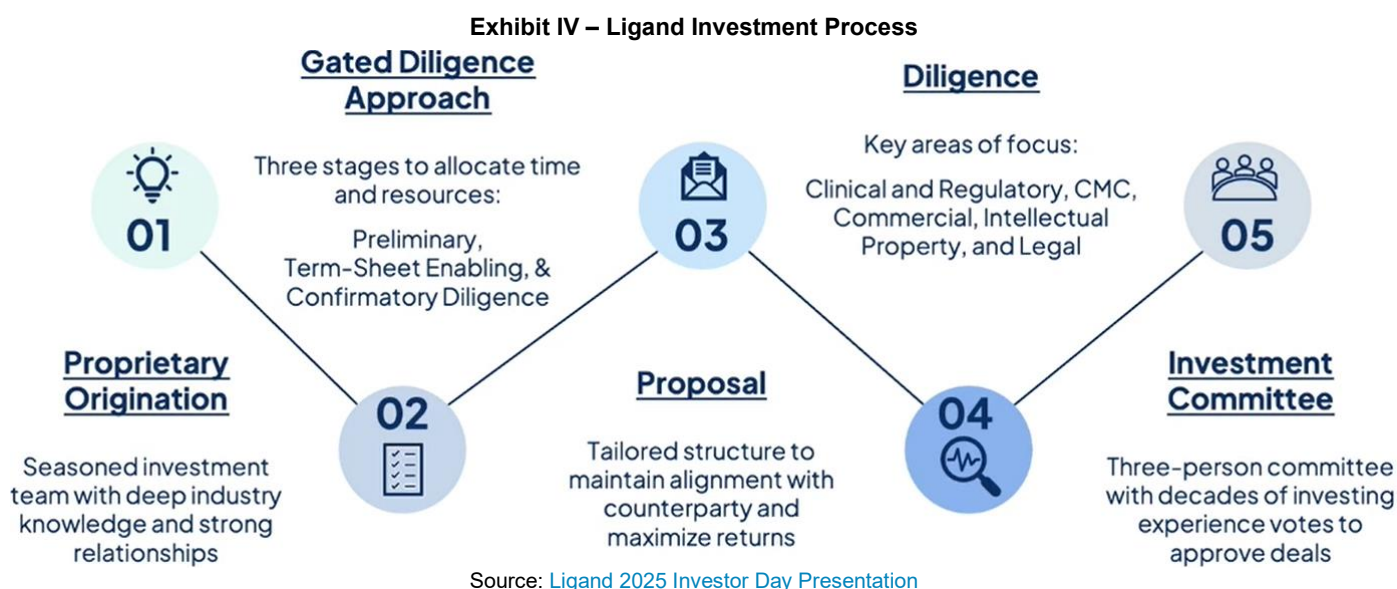 Exhibit IV – Ligand Investment Process
01
Proprietary
Origination
Seasoned investment
team with deep industry
knowledge and strong
relationships
Gated Diligence
Approach
Three stages to allocate time
and resources:
Preliminary,
Term-Sheet Enabling, &
Confirmatory Diligence
02
03
Proposal
Tailored structure to
maintain alignment with
counterparty and
maximize returns
Diligence
Key areas of focus:
Clinical and Regulatory, CMC,
Commercial, Intellectual
Property, and Legal
04
05
Investment
Committee
Three-person committee
with decades of investing
experience votes to
approve deals
Source: Ligand 2025 Investor Day Presentation